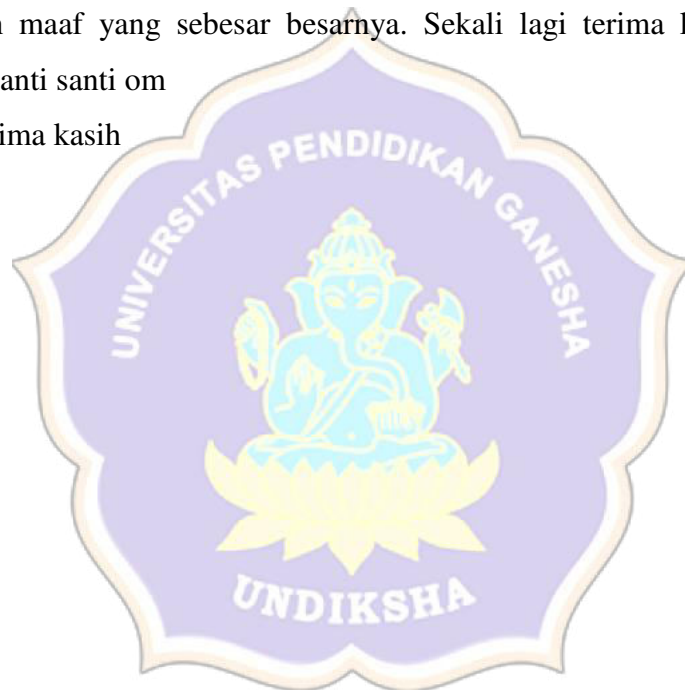 maaf yang sebesar besarnya. Sekali lagi terima
anti santi om
ima kasih
UNIVERSITAS PENDIDIKAN GANESHA
UNDIKSHA